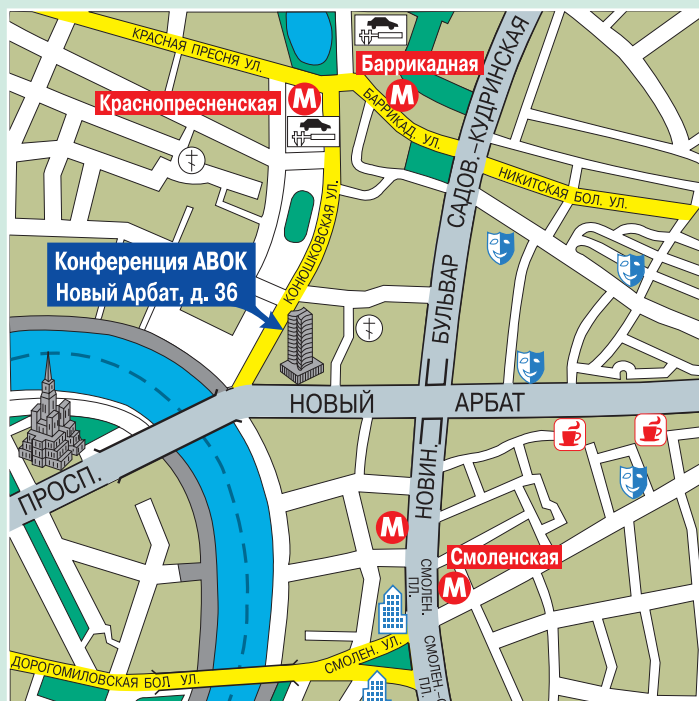 КРАСНАЯ ПРЕСНЯ УЛ.
Баррикадная
М
Краснопресненская
М
БАРРИКАД. УЛ.
САДОВ.-КУДРИНСКАЯ
НИКИТСКАЯ БОЛ. УЛ.
КОНЮШКОВСКАЯ УЛ.
Конференция АВОК
Новый Арбат, д. 36
БУЛЬВАР
НОВЫЙ АРБАТ
ПРОСП.
НОВИН.
М
Смоленская
М
СМОЛЕН.
ПЛ.
СМОЛЕН. УЛ.
ДОРОГОМИЛОВСКАЯ БОЛ УЛ.
СМОЛЕН.-С
ПЛ.